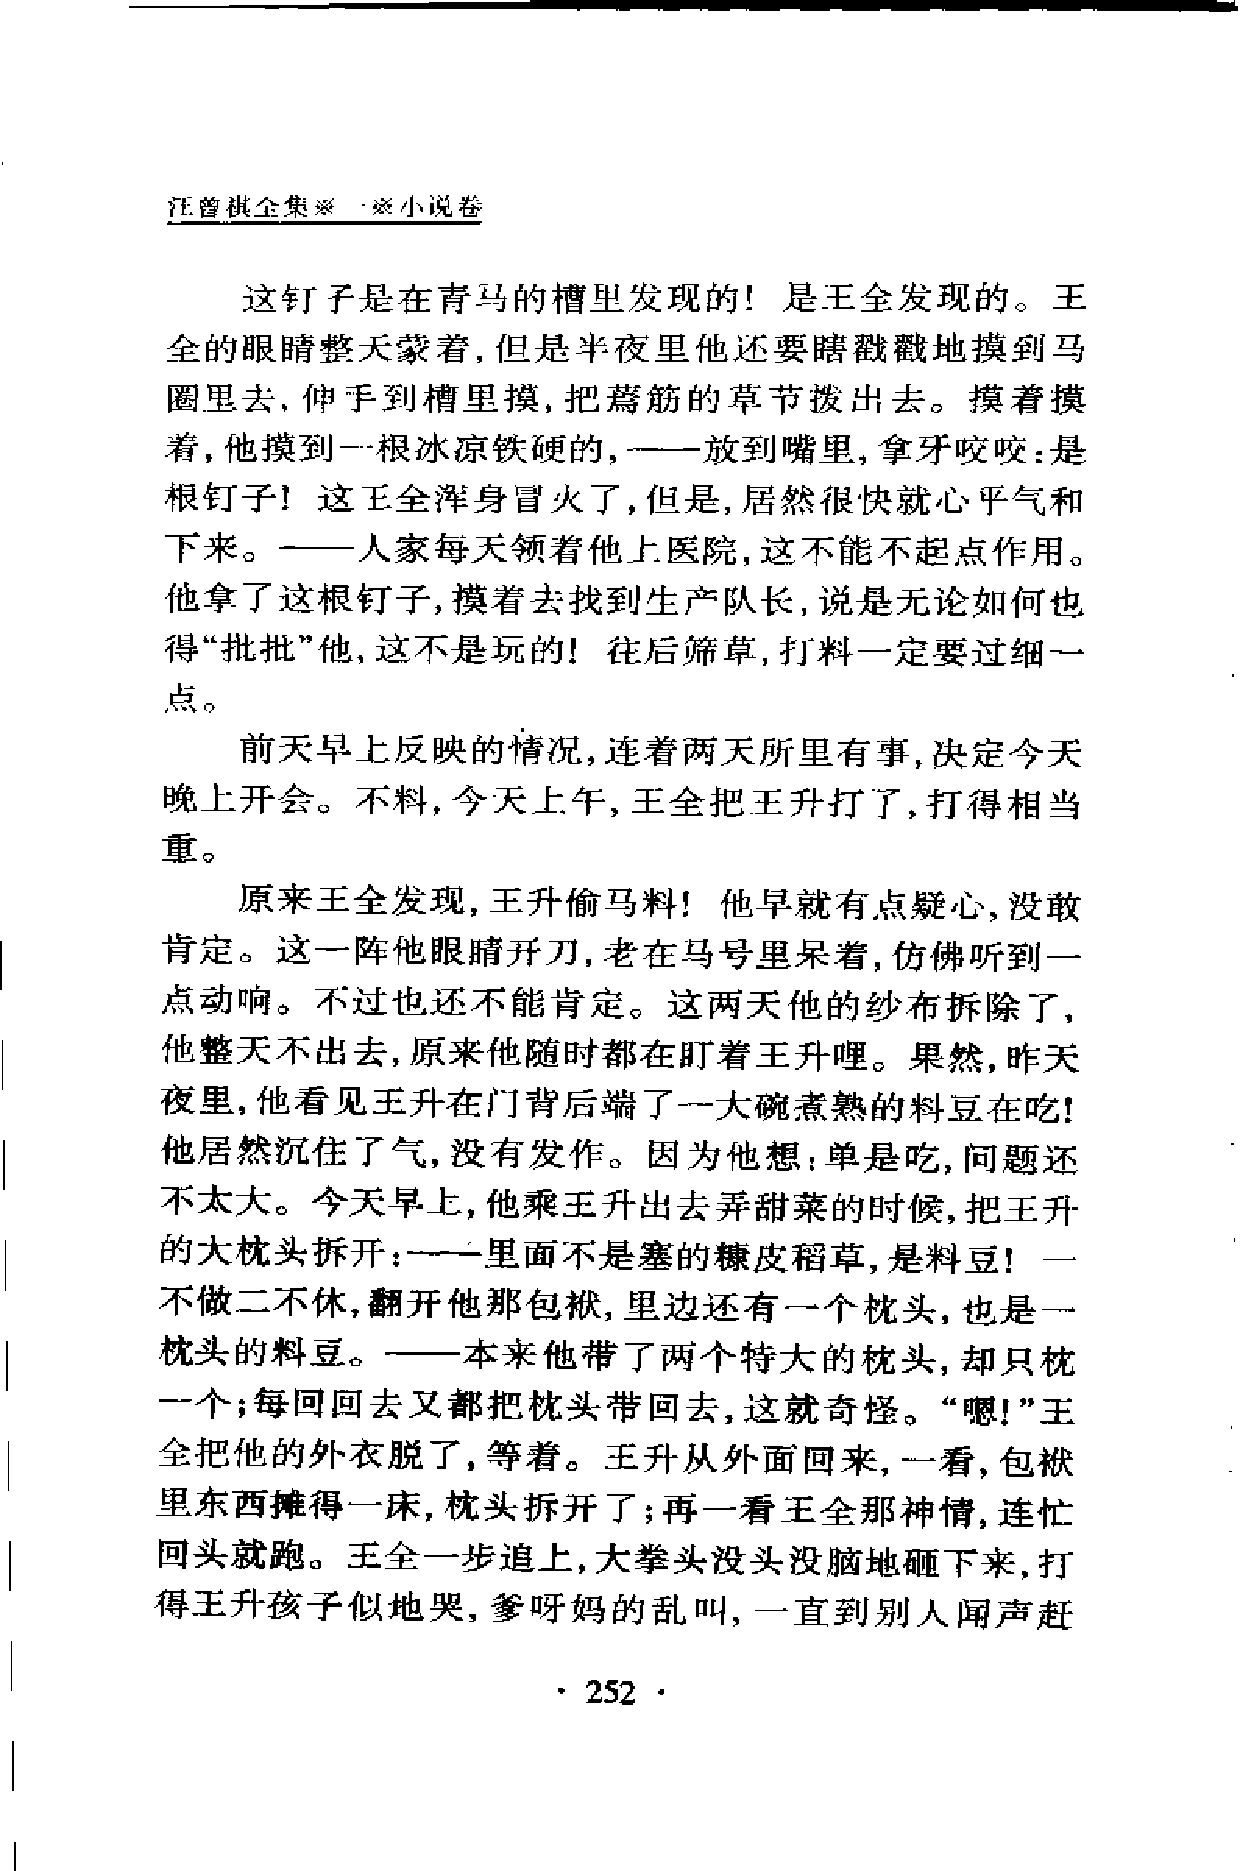 汪曾祺全集※一※小说卷
这钉子是在青马的槽里发现的！是王全发现的。王
全的眼睛整天蒙着,但是半夜里他还要瞎戳戳地摸到马
圈里去,伸手到槽里摸,把蔫筋的草节拨出去。摸着摸
着,他摸到一根冰凉铁硬的,——放到嘴里,拿牙咬咬:是
根钉子！这王全浑身冒火了,但是,居然很快就心平气和
下来。——人家每天领着他上医院,这不能不起点作用。
他拿了这根钉子,摸着去找到生产队长,说是无论如何也
得“批批”他,这不是玩的！往后筛草,打料一定要过细一
点。
前天早上反映的情况,连着两天所里有事,决定今天
晚上开会。不料,今天上午,王全把王升打了,打得相当
重。
原来王全发现,王升偷马料！他早就有点疑心,没敢
肯定。这一阵他眼睛开刀,老在马号里呆着,仿佛听到一
点动响。不过也还不能肯定。这两天他的纱布拆除了,
他整天不出去,原来他随时都在盯着王升哩。果然,昨天
夜里,他看见王升在门背后端了一大碗煮熟的料豆在吃!
他居然沉住了气,没有发作。因为他想:单是吃,问题还
不太大。今天早上,他乘王升出去弄甜菜的时候,把王升
的大枕头拆开:——里面不是塞的糠皮稻草,是料豆！一
不做二不休,翻开他那包袱,里边还有一个枕头,也是一
枕头的料豆。——本来他带了两个特大的枕头,却只枕
一个;每回回去又都把枕头带回去,这就奇怪。“嗯!”王
全把他的外衣脱了,等着。王升从外面回来,一看,包袱
里东西摊得一床,枕头拆开了;再一看王全那神情,连忙
回头就跑。王全一步追上,大拳头没头没脑地砸下来,打
得王升孩子似地哭,爹呀妈的乱叫,一直到别人闻声赶
· 252 ·